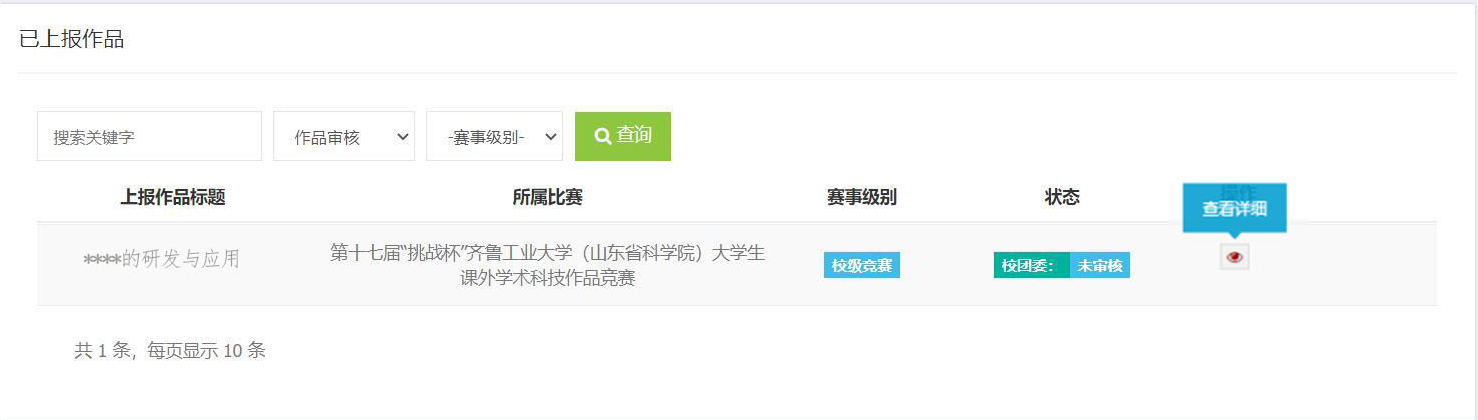 已上报作品
搜索关键字 作品审核 -赛事级别- 查询
上报作品标题 所属比赛 赛事级别 状态 操作
查看详细
****的研发与应用 第十七届“挑战杯”齐鲁工业大学（山东省科学院）大学生
课外学术科技作品竞赛 校级竞赛 校团委： 未审核
共 1 条，每页显示 10 条